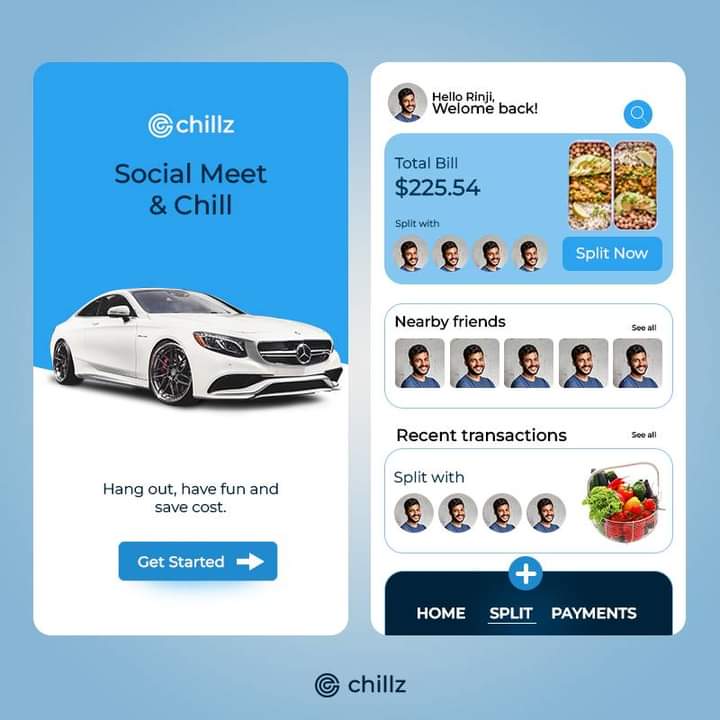 chillz
Social Meet
& Chill
Hang out, have fun and
save cost.
Get Started
Hello Rinji,
Welome back!
Total Bill
$225.54
Split with
Split Now
Nearby friends
See all
Recent transactions
See all
Split with
HOME SPLIT PAYMENTS
chillz